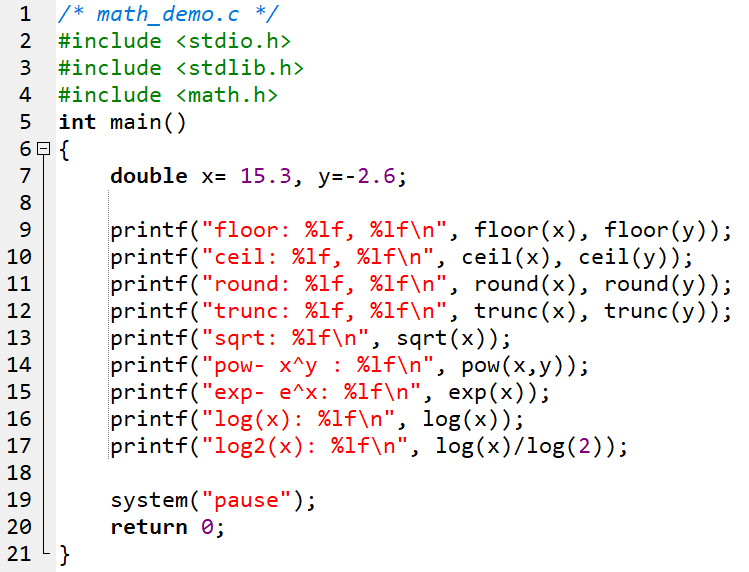 1 /* math_demo.c */
2 #include <stdio.h>
3 #include <stdlib.h>
4 #include <math.h>
5 int main()
6 {
7     double x= 15.3, y=-2.6;
8
9     printf("floor: %lf, %lf\n", floor(x), floor(y));
10     printf("ceil: %lf, %lf\n", ceil(x), ceil(y));
11     printf("round: %lf, %lf\n", round(x), round(y));
12     printf("trunc: %lf, %lf\n", trunc(x), trunc(y));
13     printf("sqrt: %lf\n", sqrt(x));
14     printf("pow- x^y : %lf\n", pow(x,y));
15     printf("exp- e^x: %lf\n", exp(x));
16     printf("log(x): %lf\n", log(x));
17     printf("log2(x): %lf\n", log(x)/log(2));
18
19     system("pause");
20     return 0;
21 }